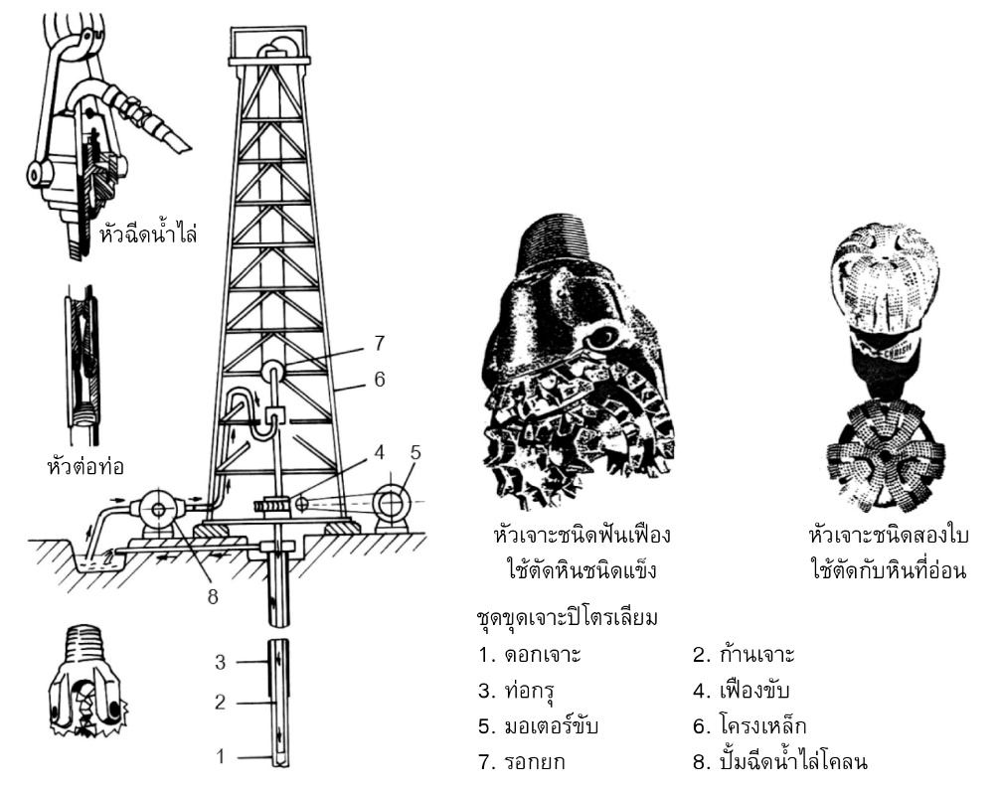 หัวฉีดน้ำไล่
หัวต่อท่อ
7
6
4
5
8
3
2
1
CHRISH
หัวเจาะชนิดฟันเฟือง
ใช้ตัดหินชนิดแข็ง
หัวเจาะชนิดสองใบ
ใช้ตัดกับหินที่อ่อน
ชุดขุดเจาะปิโตรเลียม
1. ดอกเจาะ
2. ก้านเจาะ
3. ท่อกรุ
4. เฟืองขับ
5. มอเตอร์ขับ
6. โครงเหล็ก
7. รอกยก
8. ปั้มฉีดน้ำไล่โคลน